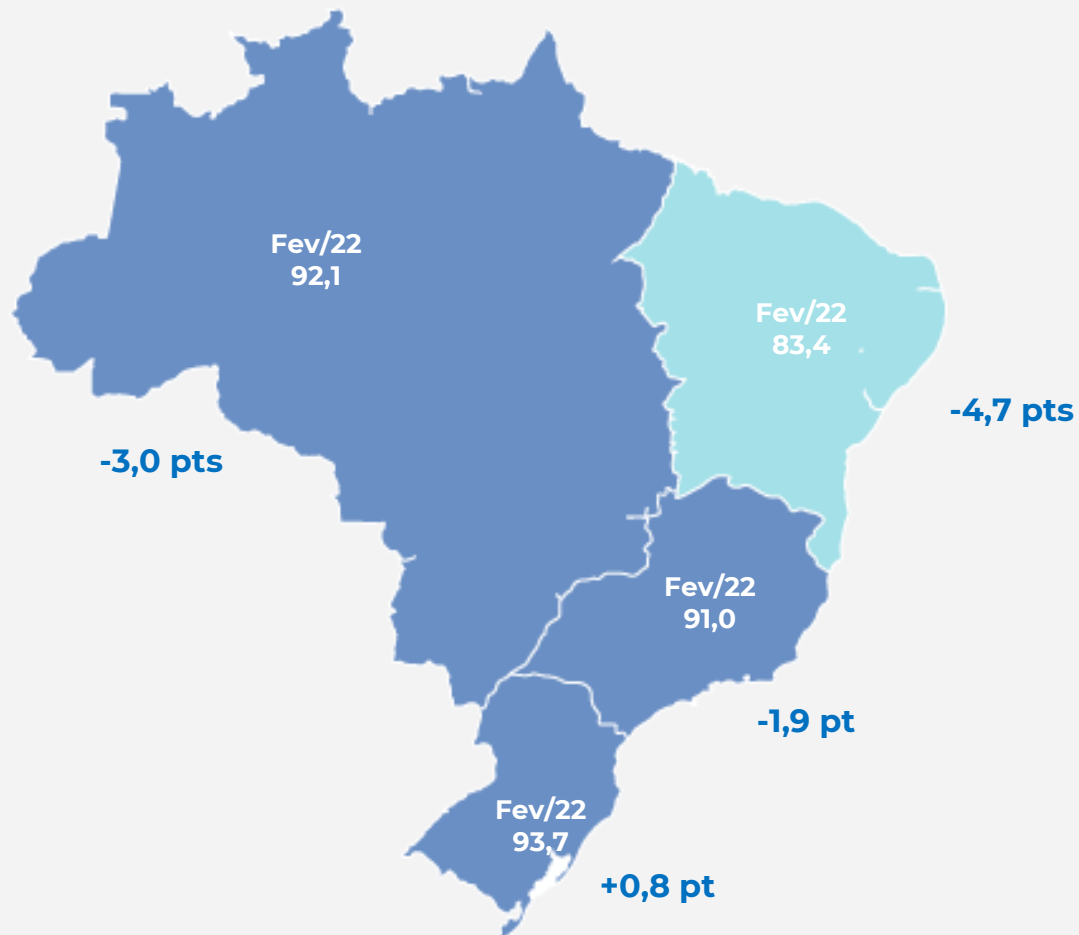 Fev/22
92,1
Fev/22
83,4
-4,7 pts
-3,0 pts
Fev/22
91,0
-1,9 pt
Fev/22
93,7
+0,8 pt